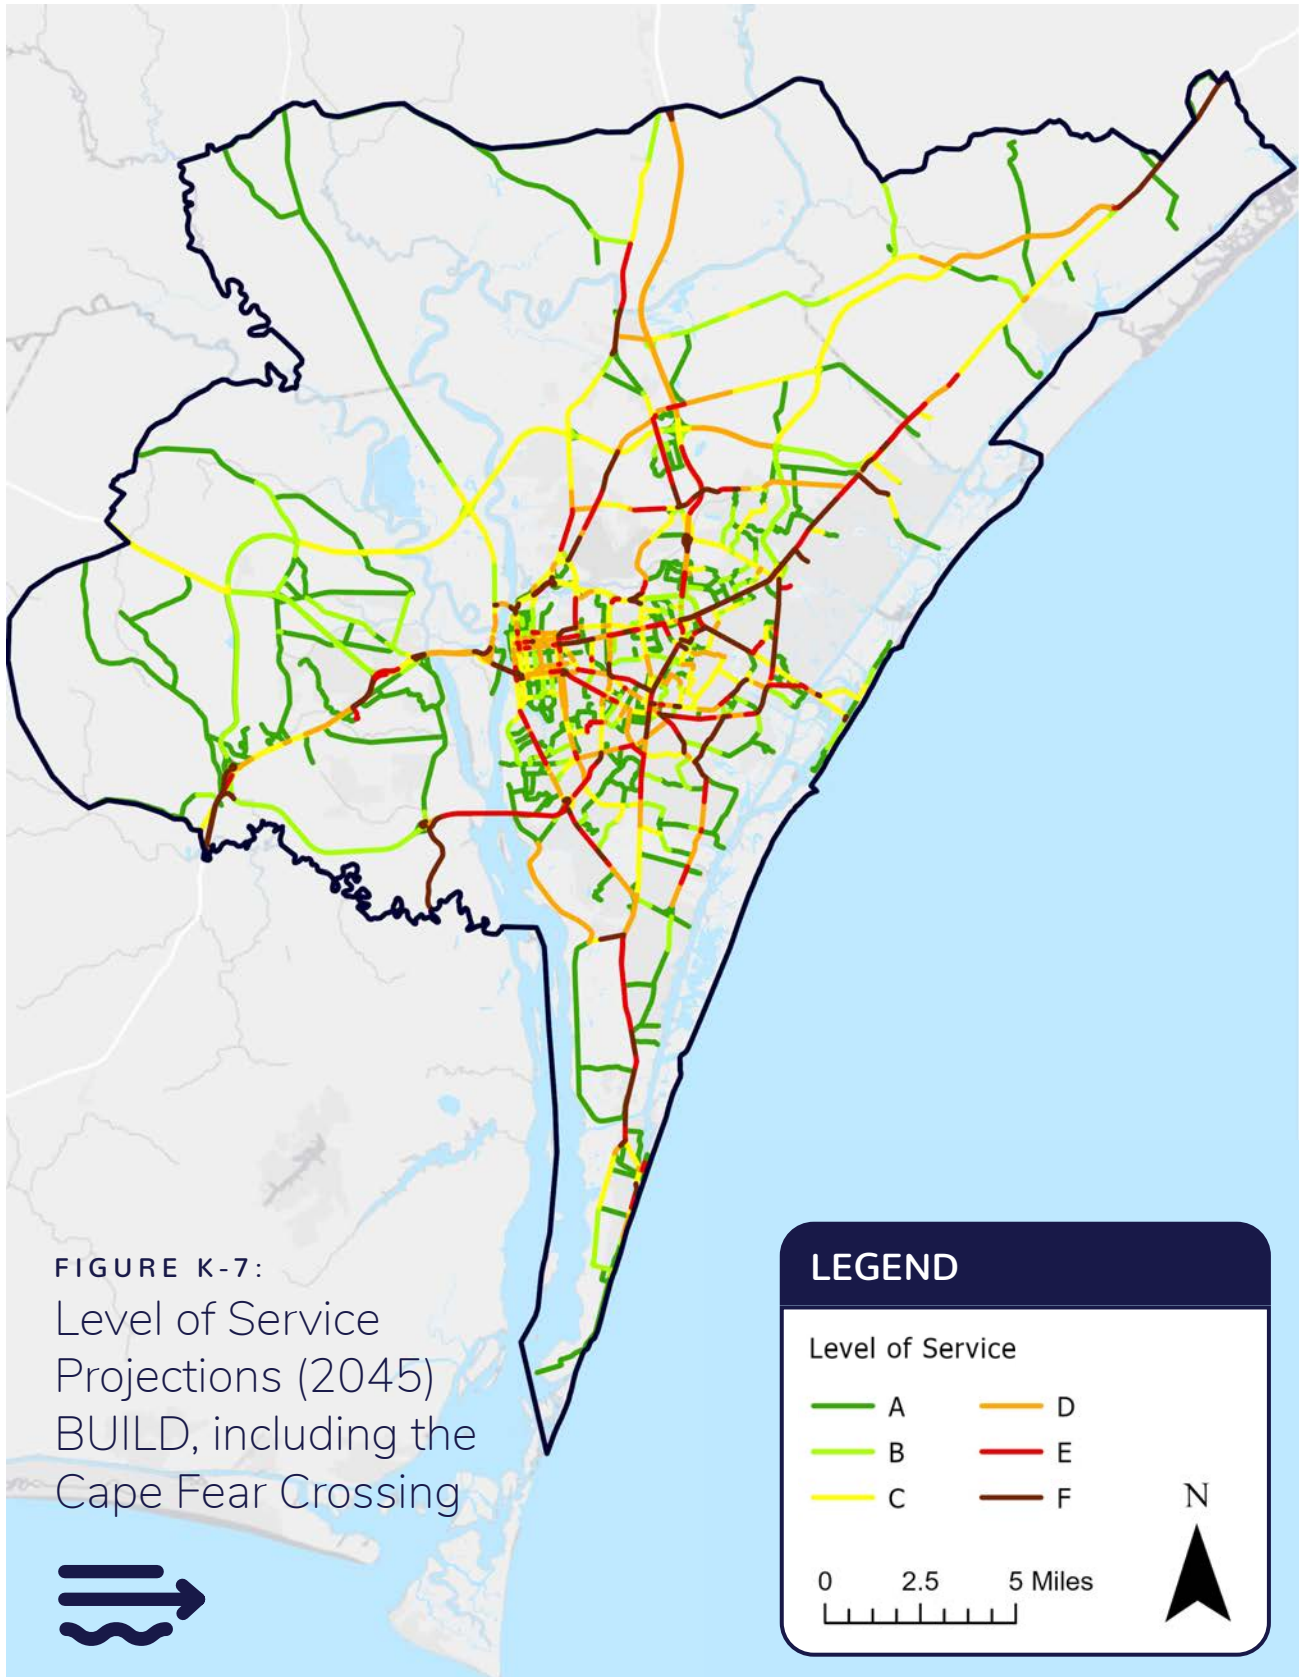 FIGURE K-7:
Level of Service
Projections (2045)
BUILD, including the
Cape Fear Crossing
LEGEND
Level of Service
A
D
B
E
C
F
N
0 2.5 5 Miles